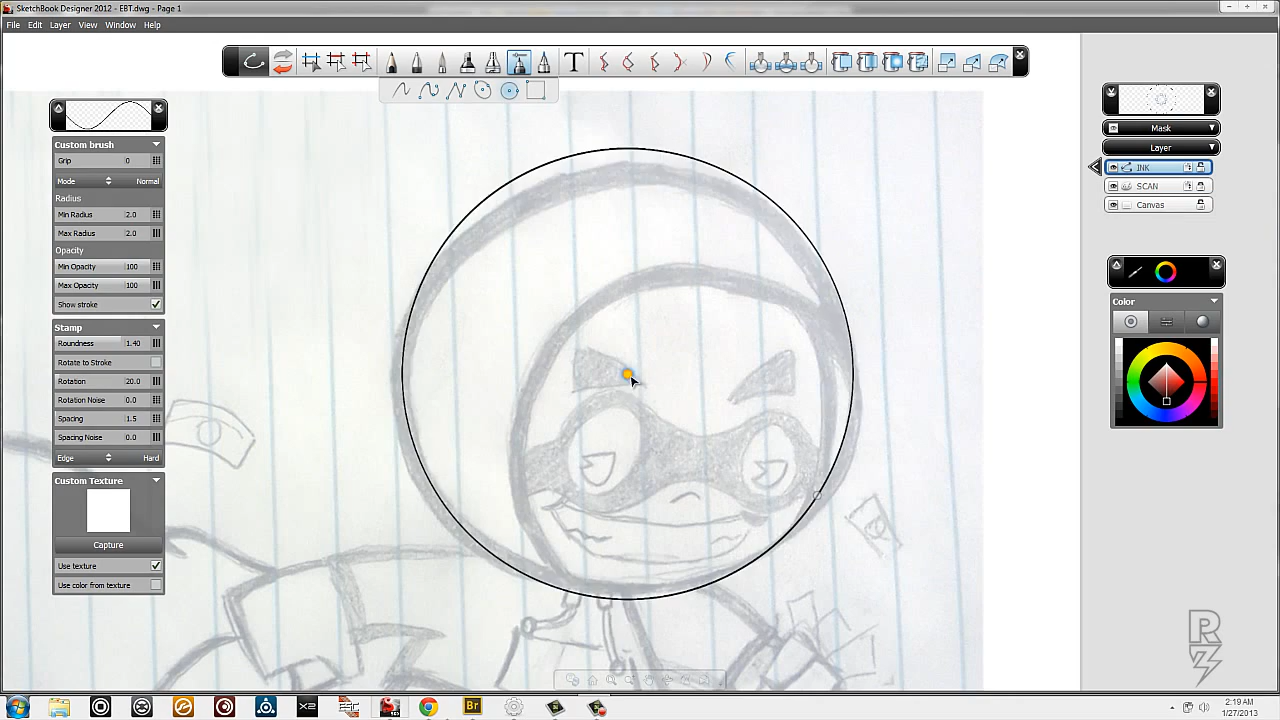 SketchBook Designer 2012 - EBT.dwg - Page 1
File Edit Layer View Window Help
T
Custom brush
Grip 0
Mode Normal
Radius
Min Radius 2.0
Max Radius 2.0
Opacity
Min Opacity 100
Max Opacity 100
Show stroke
Stamp
Roundness 1.40
Rotate to Stroke
Rotation 20.0
Rotation Noise 0.0
Spacing 1.5
Spacing Noise 0.0
Edge Hard
Custom Texture
Capture
Use texture
Use color from texture
Mask
Layer
INK
SCAN
Canvas
Color
X2
Br
2:19 AM
1/27/2013